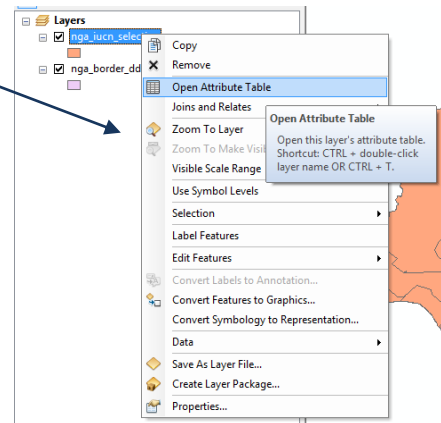 Layers
nga_iucn_selec
nga_border_dd
Copy
Remove
Open Attribute Table
Joins and Relates
Zoom To Layer
Zoom To Make Visi
Visible Scale Range
Use Symbol Levels
Selection
Label Features
Edit Features
Convert Labels to Annotation...
Convert Features to Graphics...
Convert Symbology to Representation...
Data
Save As Layer File...
Create Layer Package...
Properties...
Open Attribute Table
Open this layer's attribute table.
Shortcut: CTRL + double-click
layer name OR CTRL + T.